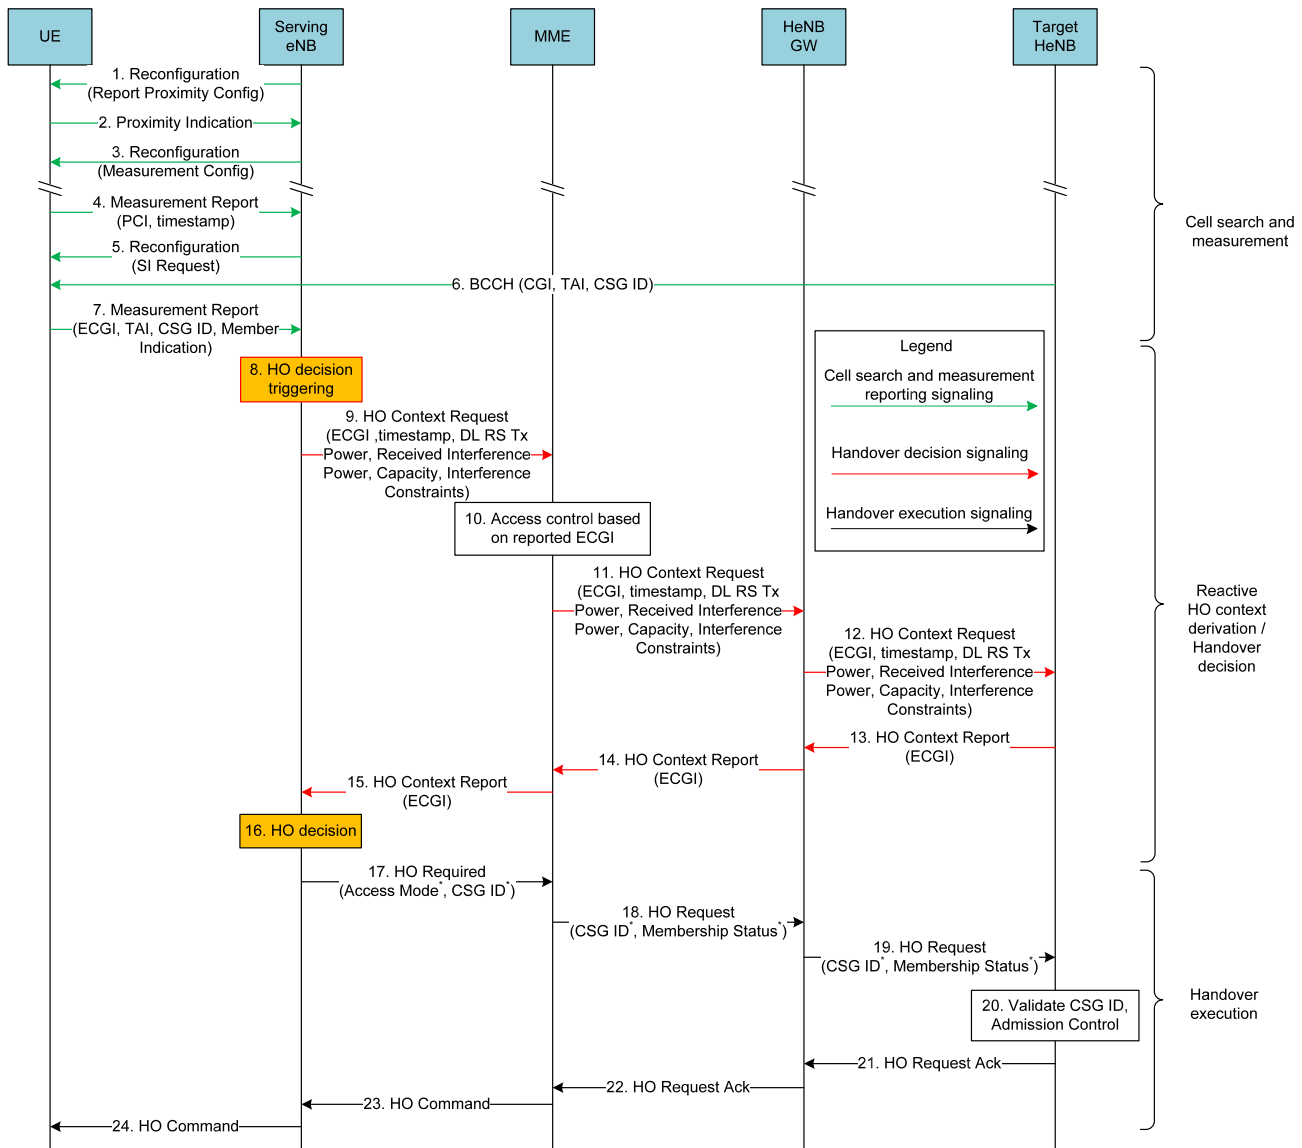 UE
Serving
eNB
MME
HeNB
GW
Target
HeNB
1. Reconfiguration
(Report Proximity Config)
2. Proximity Indication
3. Reconfiguration
(Measurement Config)
4. Measurement Report
(PCI, timestamp)
5. Reconfiguration
(SI Request)
6. BCCH (CGI, TAI, CSG ID)
7. Measurement Report
(ECGI, TAI, CSG ID, Member
Indication)
Cell search and
measurement
8. HO decision
triggering
Legend
Cell search and measurement
reporting signaling
Handover decision signaling
Handover execution signaling
9. HO Context Request
(ECGI ,timestamp, DL RS Tx
Power, Received Interference
Power, Capacity, Interference
Constraints)
10. Access control based
on reported ECGI
11. HO Context Request
(ECGI, timestamp, DL RS Tx
Power, Received Interference
Power, Capacity, Interference
Constraints)
12. HO Context Request
(ECGI, timestamp, DL RS Tx
Power, Received Interference
Power, Capacity, Interference
Constraints)
Reactive
HO context
derivation /
Handover
decision
13. HO Context Report
(ECGI)
14. HO Context Report
(ECGI)
15. HO Context Report
(ECGI)
16. HO decision
17. HO Required
(Access Mode*, CSG ID*)
18. HO Request
(CSG ID*, Membership Status*)
19. HO Request
(CSG ID*, Membership Status*)
20. Validate CSG ID,
Admission Control
Handover
execution
21. HO Request Ack
22. HO Request Ack
23. HO Command
24. HO Command